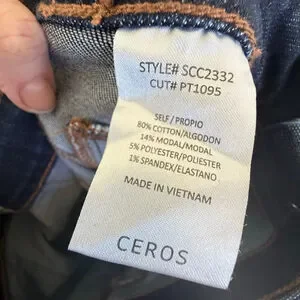 STYLE# SCC2332
CUT# PT1095
SELF / PROPIO
80% COTTON/ALGODON
14% MODAL/MODAL
5% POLYESTER/POLIESTER
1% SPANDEX/ELASTANO
MADE IN VIETNAM
CEROS